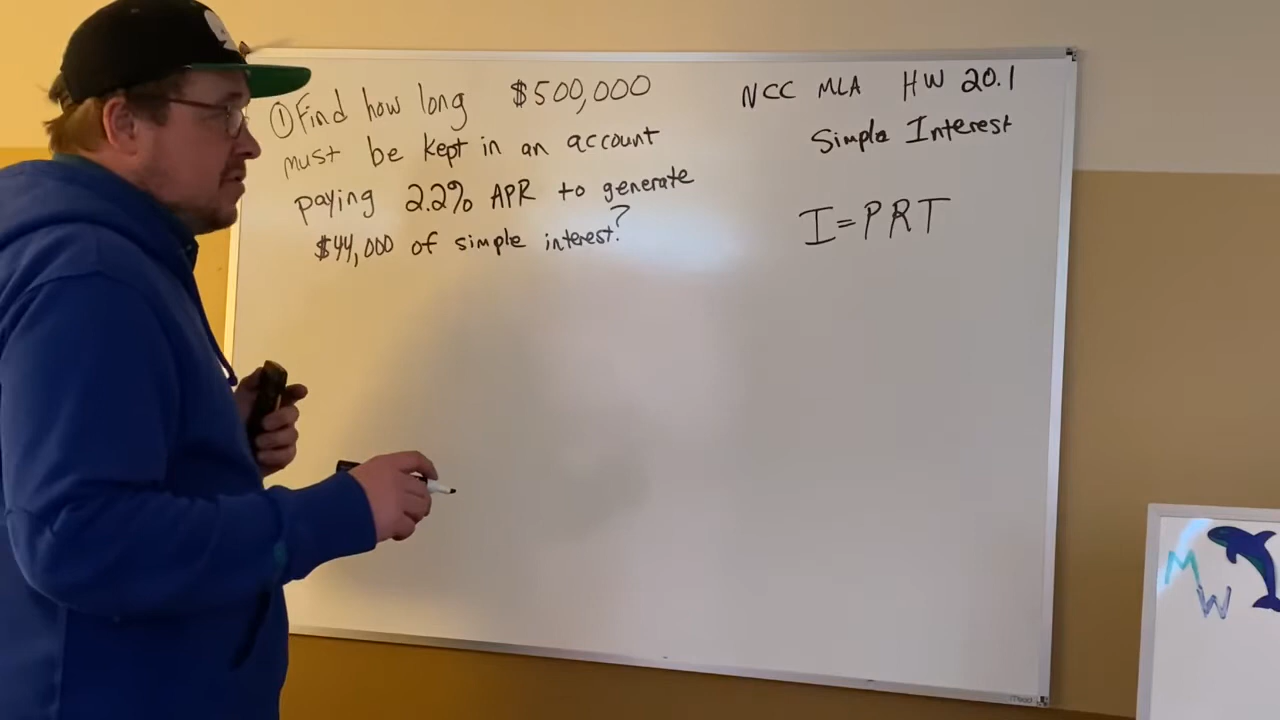 ① Find how long $500,000
must be kept in an account
paying 2.2% APR to generate
$44,000 of simple interest?
NCC MLA HW 20.1
Simple Interest
I=PRT
M
W